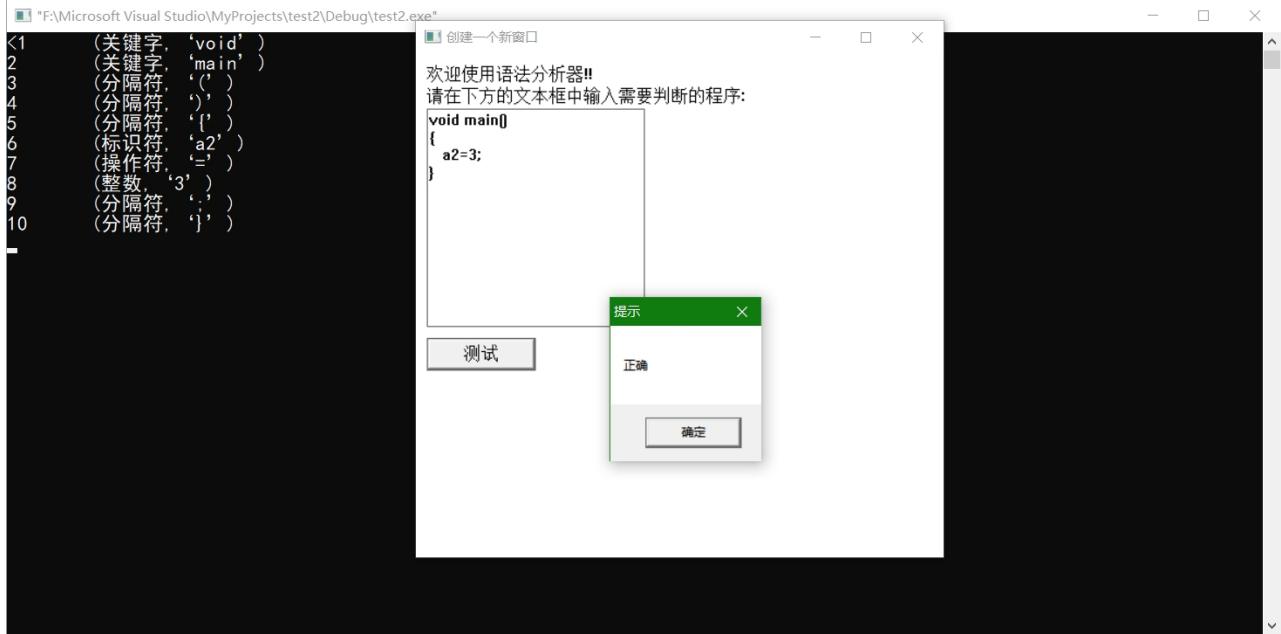 "F:\Microsoft Visual Studio\MyProjects\test2\Debug\test2.exe"
<1 (关键字, ‘void’)
2 (关键字, ‘main’)
3 (分隔符, ‘(’)
4 (分隔符, ‘)’)
5 (分隔符, ‘{’)
6 (标识符, ‘a2’)
7 (操作符, ‘=’)
8 (整数, ‘3’)
9 (分隔符, ‘;’)
10 (分隔符, ‘}’)
创建一个新窗口
欢迎使用语法分析器!!
请在下方的文本框中输入需要判断的程序:
void main()
{
a2=3;
}
测试
提示
正确
确定